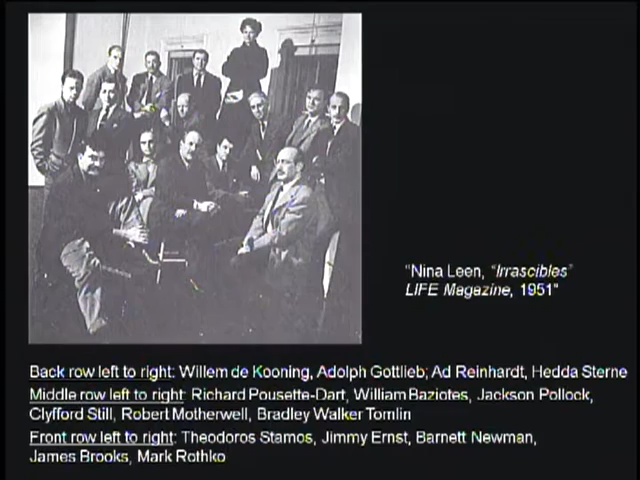 "Nina Leen, "Irrascibles"
LIFE Magazine, 1951"
Back row left to right: Willem de Kooning, Adolph Gottlieb; Ad Reinhardt, Hedda Sterne
Middle row left to right: Richard Pousette-Dart, William Baziotes, Jackson Pollock,
Clyfford Still, Robert Motherwell, Bradley Walker Tomlin
Front row left to right: Theodoros Stamos, Jimmy Ernst, Barnett Newman,
James Brooks, Mark Rothko